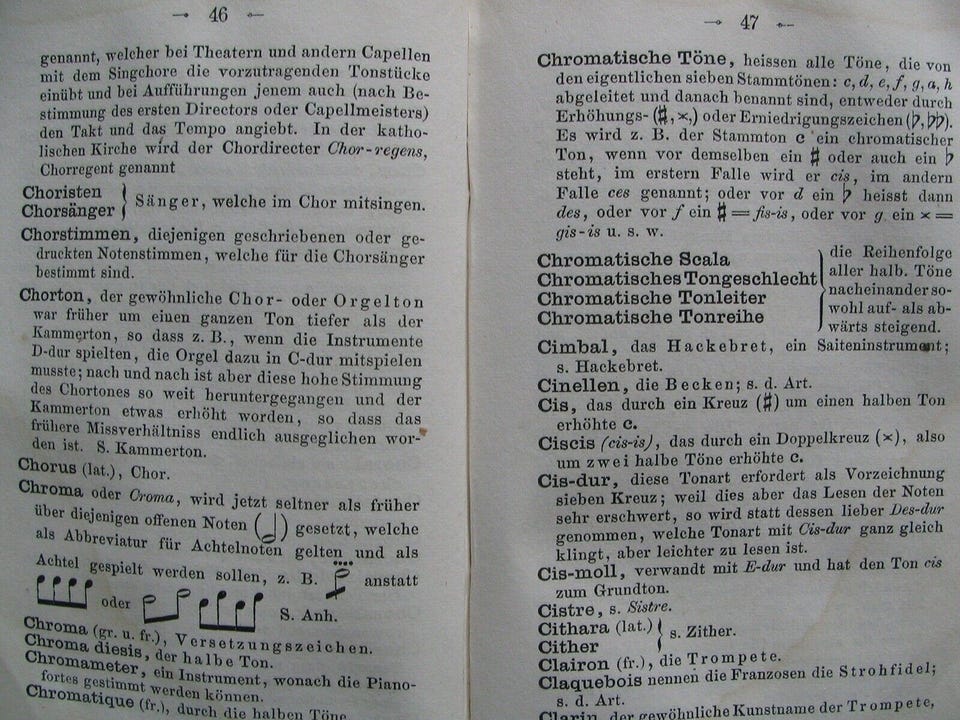 46
genannt, welcher bei Theatern und andern Capellen
mit dem Singchore die vorzutragenden Tonstücke
einübt und bei Aufführungen jenem auch (nach Be-
stimmung des ersten Directors oder Capellmeisters)
den Takt und das Tempo angiebt. In der katho-
lischen Kirche wird der Chordirecter Chor-regens,
Chorregent genannt
Choristen
Chorsänger } Sänger, welche im Chor mitsingen.
Chorstimmen, diejenigen geschriebenen oder ge-
druckten Notenstimmen, welche für die Chorsänger
bestimmt sind.
Chorton, der gewöhnliche Chor- oder Orgelton
war früher um einen ganzen Ton tiefer als der
Kammerton, so dass z. B., wenn die Instrumente
D-dur spielten, die Orgel dazu in C-dur mitspielen
musste; nach und nach ist aber diese hohe Stimmung
des Chortones so weit heruntergegangen und der
Kammerton etwas erhöht worden, so dass das
frühere Missverhältniss endlich ausgeglichen wor-
den ist. S. Kammerton.
Chorus (lat.), Chor.
Chroma oder Croma, wird jetzt seltner als früher
über diejenigen offenen Noten ( ) gesetzt, welche
als Abbreviatur für Achtelnoten gelten und als
Achtel gespielt werden sollen, z. B. anstatt
oder S. Anh.
Chroma (gr. u. fr.), Versetzungszeichen.
Chroma diesis, der halbe Ton.
Chromameter, ein Instrument, wonach die Piano-
fortes gestimmt werden können.
Chromatique (fr.), durch die halben Töne
47
Chromatische Töne, heissen alle Töne, die von
den eigentlichen sieben Stammtönen: c, d, e, f, g, a, h
abgeleitet und danach benannt sind, entweder durch
Erhöhungs- (♯, ×,) oder Erniedrigungszeichen (♭, ♭♭).
Es wird z. B. der Stammton c ein chromatischer
Ton, wenn vor demselben ein ♯ oder auch ein ♭
steht, im erstern Falle wird er cis, im andern
Falle ces genannt; oder vor d ein ♭ heisst dann
des, oder vor f ein ♯ = fis-is, oder vor g ein × =
gis-is u. s. w.
Chromatische Scala
Chromatisches Tongeschlecht
Chromatische Tonleiter
Chromatische Tonreihe
die Reihenfolge
aller halb. Töne
nacheinander so-
wohl auf- als ab-
wärts steigend.
Cimbal, das Hackebret, ein Saiteninstrument;
s. Hackebret.
Cinellen, die Becken; s. d. Art.
Cis, das durch ein Kreuz (♯) um einen halben Ton
erhöhte c.
Ciscis (cis-is), das durch ein Doppelkreuz (×), also
um zwei halbe Töne erhöhte c.
Cis-dur, diese Tonart erfordert als Vorzeichnung
sieben Kreuz; weil dies aber das Lesen der Noten
sehr erschwert, so wird statt dessen lieber Des-dur
genommen, welche Tonart mit Cis-dur ganz gleich
klingt, aber leichter zu lesen ist.
Cis-moll, verwandt mit E-dur und hat den Ton cis
zum Grundton.
Cistre, s. Sistre.
Cithara (lat.)
Cither } s. Zither.
Clairon (fr.), die Trompete.
Claquebois nennen die Franzosen die Strohfidel;
s. d. Art.
Clarin, der gewöhnliche Kunstname der Trompete,